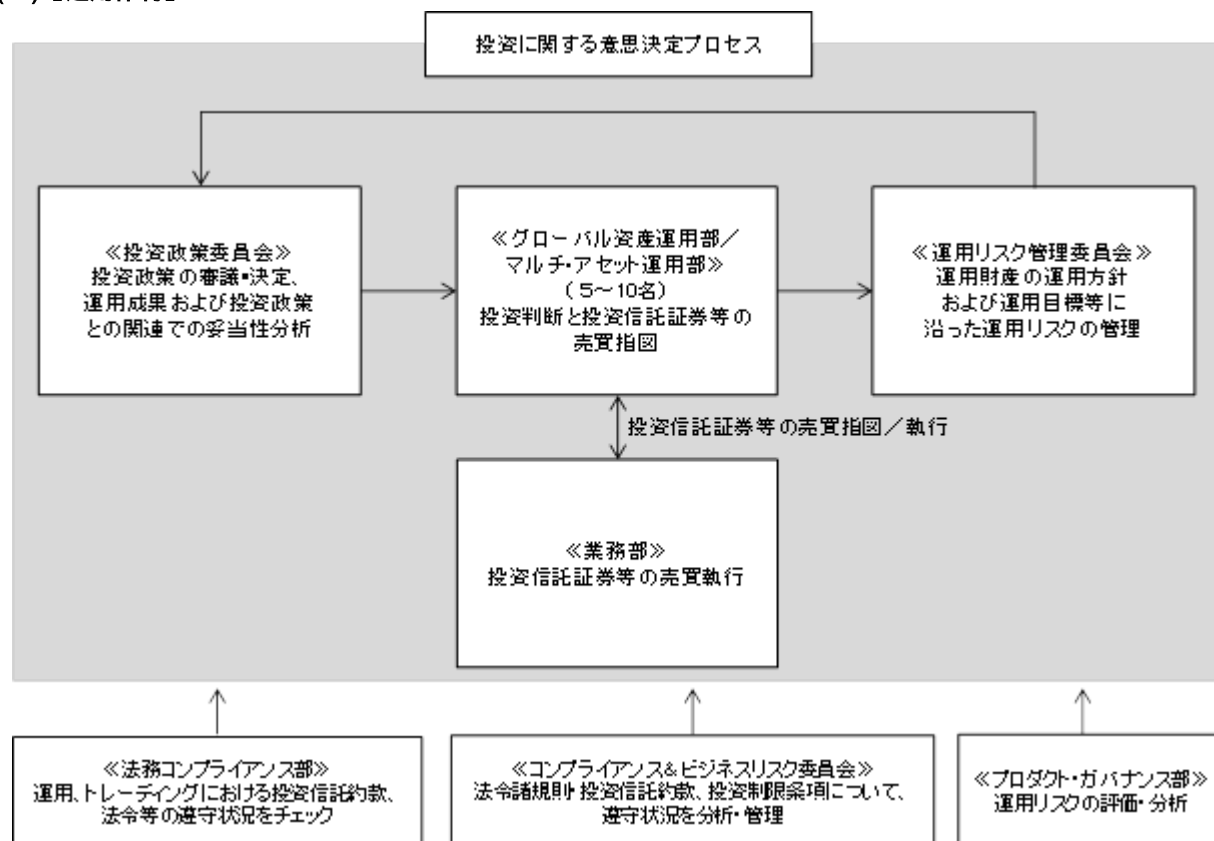 投資に関する意思決定プロセス
≪投資政策委員会≫
投資政策の審議・決定、
運用成果および投資政策
との関連での妥当性分析
≪グローバル資産運用部／
マルチ・アセット運用部≫
（５～１０名）
投資判断と投資信託証券等の
売買指図
≪運用リスク管理委員会≫
運用財産の運用方針
および運用目標等に
沿った運用リスクの管理
投資信託証券等の売買指図／執行
≪業務部≫
投資信託証券等の売買執行
≪法務コンプライアンス部≫
運用、トレーディングにおける投資信託約款、
法令等の遵守状況をチェック
≪コンプライアンス＆ビジネスリスク委員会≫
法令諸規則・投資信託約款、投資制限条項について、
遵守状況を分析・管理
≪プロダクト・ガバナンス部≫
運用リスクの評価・分析